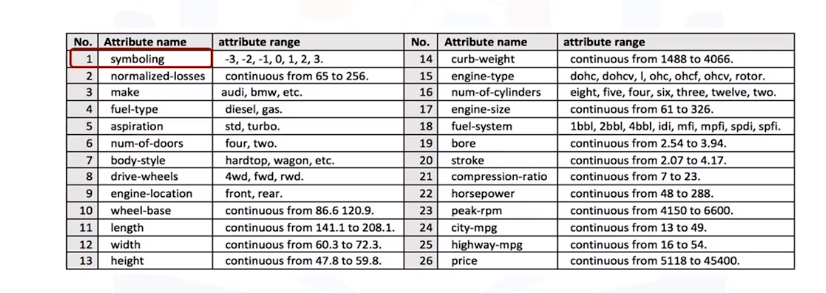 No. Attribute name attribute range No. Attribute name attribute range
1 symboling -3, -2, -1, 0, 1, 2, 3. 14 curb-weight continuous from 1488 to 4066.
2 normalized-losses continuous from 65 to 256. 15 engine-type dohc, dohcv, l, ohc, ohcf, ohcv, rotor.
3 make audi, bmw, etc. 16 num-of-cylinders eight, five, four, six, three, twelve, two.
4 fuel-type diesel, gas. 17 engine-size continuous from 61 to 326.
5 aspiration std, turbo. 18 fuel-system 1bbl, 2bbl, 4bbl, idi, mfi, mpfi, spdi, spfi.
6 num-of-doors four, two. 19 bore continuous from 2.54 to 3.94.
7 body-style hardtop, wagon, etc. 20 stroke continuous from 2.07 to 4.17.
8 drive-wheels 4wd, fwd, rwd. 21 compression-ratio continuous from 7 to 23.
9 engine-location front, rear. 22 horsepower continuous from 48 to 288.
10 wheel-base continuous from 86.6 120.9. 23 peak-rpm continuous from 4150 to 6600.
11 length continuous from 141.1 to 208.1. 24 city-mpg continuous from 13 to 49.
12 width continuous from 60.3 to 72.3. 25 highway-mpg continuous from 16 to 54.
13 height continuous from 47.8 to 59.8. 26 price continuous from 5118 to 45400.